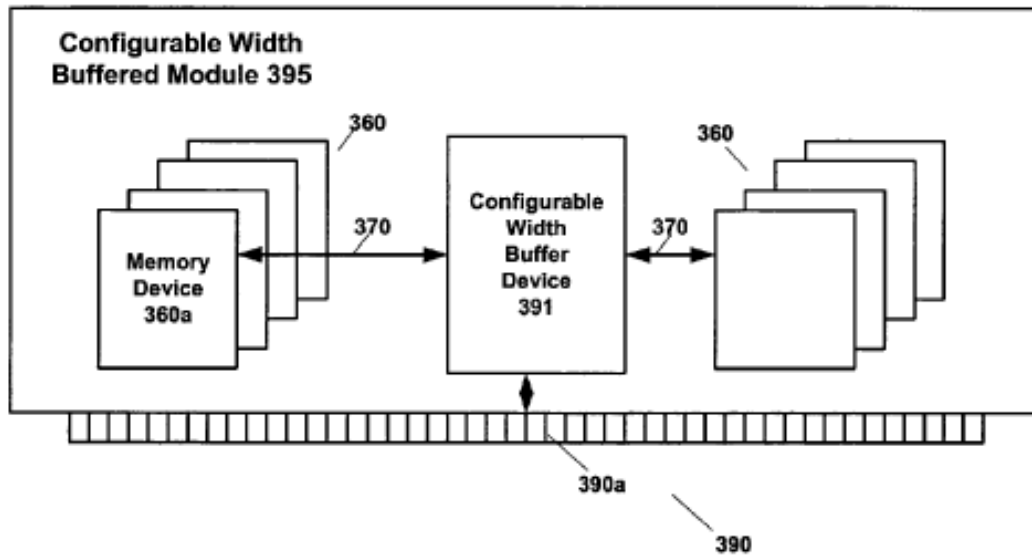 Configurable Width
Buffered Module 395
360
360
Configurable
Width
Buffer
Device
391
370
370
Memory
Device
360a
390a
390